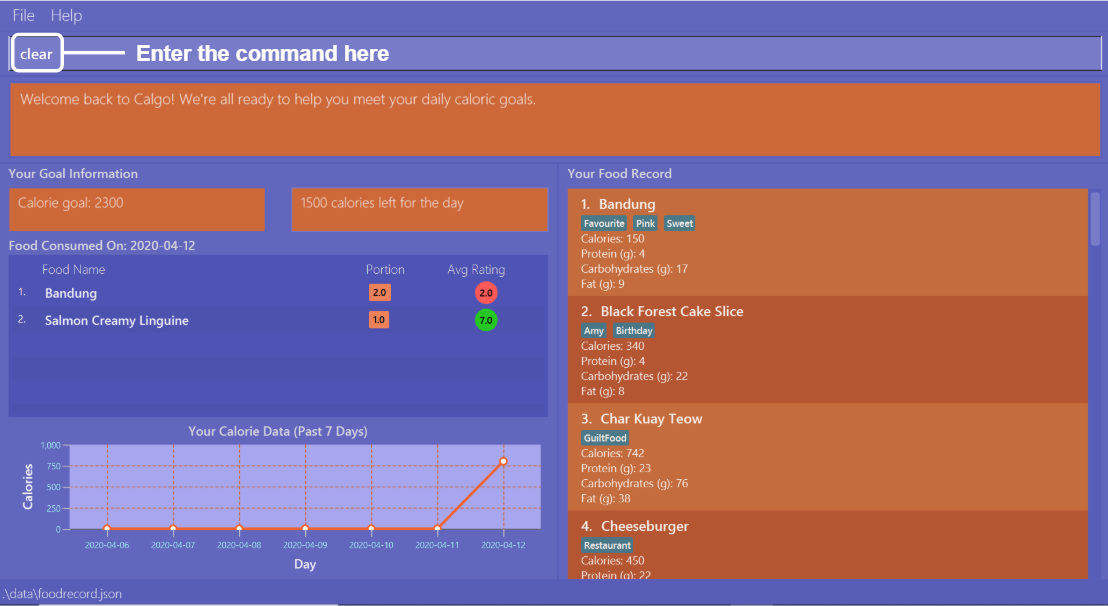 File Help
clear Enter the command here
Welcome back to Calgo! We're all ready to help you meet your daily caloric goals.
Your Goal Information
Calorie goal: 2300
1500 calories left for the day
Food Consumed On: 2020-04-12
Food Name Portion Avg Rating
1. Bandung 2.0 2.0
2. Salmon Creamy Linguine 1.0 7.0
Your Calorie Data (Past 7 Days)
Calories
1,000
750
500
250
0
2020-04-06 2020-04-07 2020-04-08 2020-04-09 2020-04-10 2020-04-11 2020-04-12
Day
Your Food Record
1. Bandung
Favourite Pink Sweet
Calories: 150
Protein (g): 4
Carbohydrates (g): 17
Fat (g): 9
2. Black Forest Cake Slice
Amy Birthday
Calories: 340
Protein (g): 4
Carbohydrates (g): 22
Fat (g): 8
3. Char Kuay Teow
GuiltFood
Calories: 742
Protein (g): 23
Carbohydrates (g): 76
Fat (g): 38
4. Cheeseburger
Restaurant
Calories: 450
Protein (g): 22
.\data\foodrecord.json